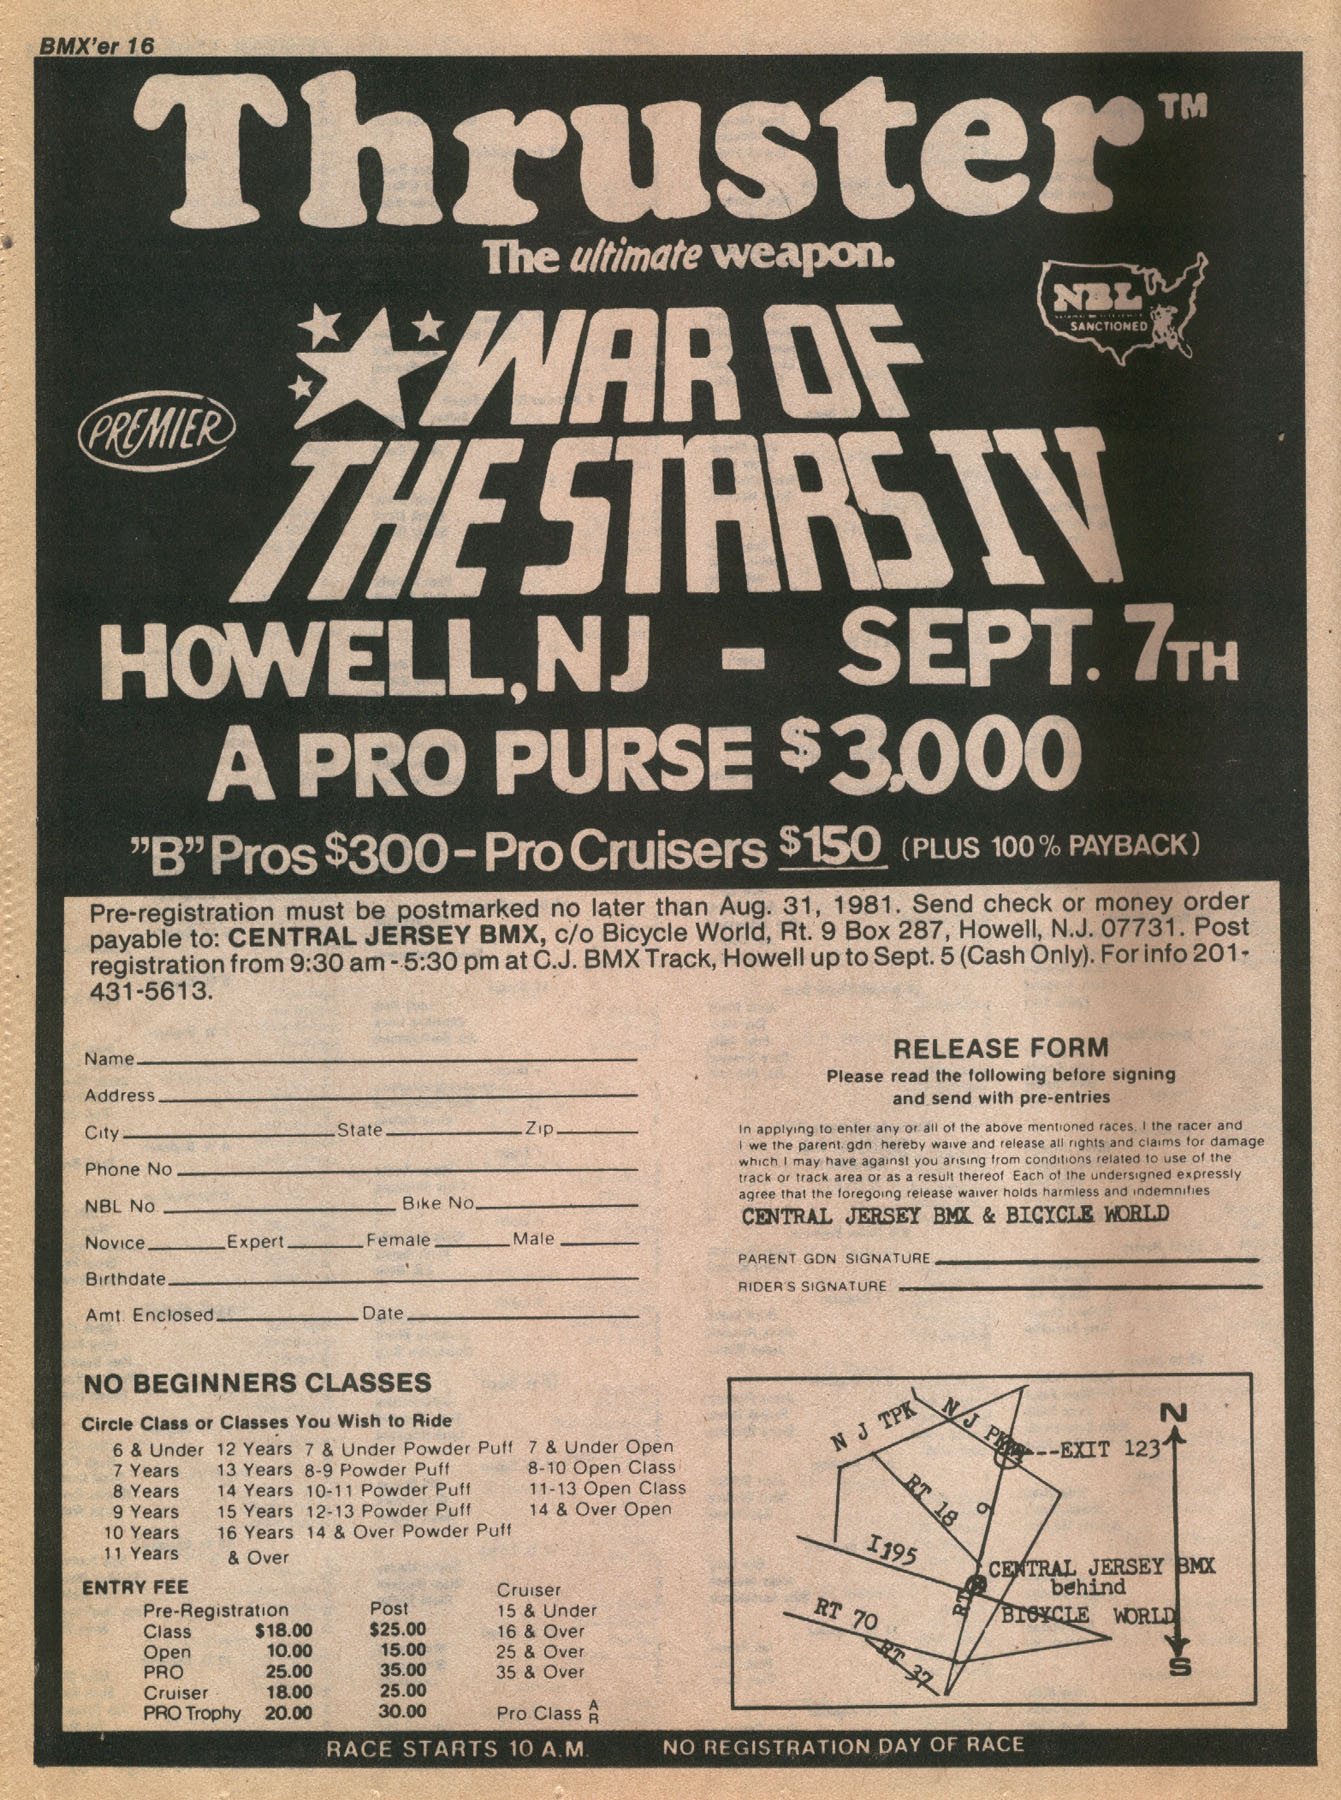 BMX'er 16
Thruster™
The ultimate weapon.
NBL
SANCTIONED
PREMIER
WAR OF
THE STARS IV
HOWELL, NJ - SEPT. 7TH
A PRO PURSE $3,000
"B" Pros $300 - Pro Cruisers $150 (PLUS 100% PAYBACK)
Pre-registration must be postmarked no later than Aug. 31, 1981. Send check or money order
payable to: CENTRAL JERSEY BMX, c/o Bicycle World, Rt. 9 Box 287, Howell, N.J. 07731. Post
registration from 9:30 am - 5:30 pm at C.J. BMX Track, Howell up to Sept. 5 (Cash Only). For info 201-
431-5613.
Name
Address
City State Zip
Phone No
NBL No. Bike No.
Novice Expert Female Male
Birthdate
Amt. Enclosed Date
RELEASE FORM
Please read the following before signing
and send with pre-entries
In applying to enter any or all of the above mentioned races, I the racer and
I we the parent gdn hereby waive and release all rights and claims for damage
which I may have against you arising from conditions related to use of the
track or track area or as a result thereof Each of the undersigned expressly
agree that the foregoing release waiver holds harmless and indemnifies
CENTRAL JERSEY BMX & BICYCLE WORLD
PARENT GDN SIGNATURE
RIDER'S SIGNATURE
NO BEGINNERS CLASSES
Circle Class or Classes You Wish to Ride
6 & Under 12 Years 7 & Under Powder Puff 7 & Under Open
7 Years 13 Years 8-9 Powder Puff 8-10 Open Class
8 Years 14 Years 10-11 Powder Puff 11-13 Open Class
9 Years 15 Years 12-13 Powder Puff 14 & Over Open
10 Years 16 Years 14 & Over Powder Puff
11 Years & Over
ENTRY FEE Cruiser
Pre-Registration Post 15 & Under
Class $18.00 $25.00 16 & Over
Open 10.00 15.00 25 & Over
PRO 25.00 35.00 35 & Over
Cruiser 18.00 25.00
PRO Trophy 20.00 30.00 Pro Class A
B
N J TPK
N J PKWY
EXIT 123
N
RT 18
9
I195
CENTRAL JERSEY BMX
behind
BICYCLE WORLD
RT
RT 70
RT 37
S
RACE STARTS 10 A.M. NO REGISTRATION DAY OF RACE